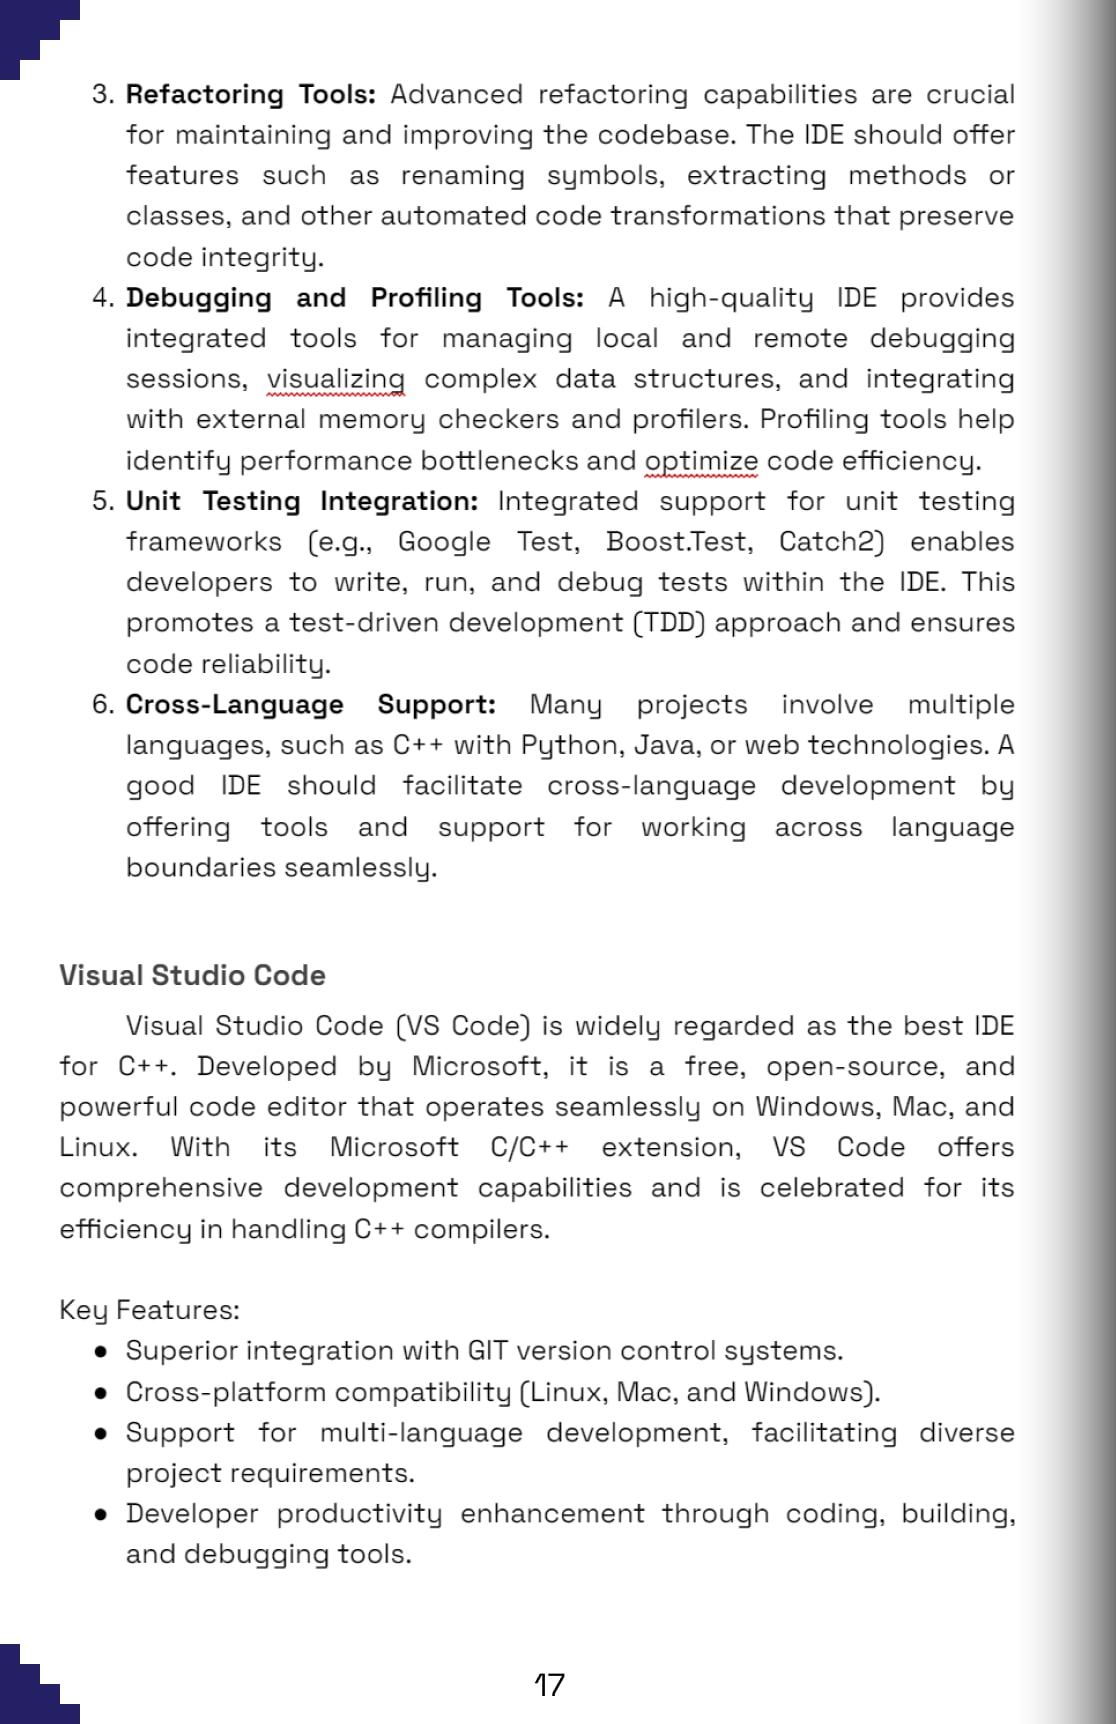 3. Refactoring Tools: Advanced refactoring capabilities are crucial
for maintaining and improving the codebase. The IDE should offer
features such as renaming symbols, extracting methods or
classes, and other automated code transformations that preserve
code integrity.
4. Debugging and Profiling Tools: A high-quality IDE provides
integrated tools for managing local and remote debugging
sessions, visualizing complex data structures, and integrating
with external memory checkers and profilers. Profiling tools help
identify performance bottlenecks and optimize code efficiency.
5. Unit Testing Integration: Integrated support for unit testing
frameworks (e.g., Google Test, Boost.Test, Catch2) enables
developers to write, run, and debug tests within the IDE. This
promotes a test-driven development (TDD) approach and ensures
code reliability.
6. Cross-Language Support: Many projects involve multiple
languages, such as C++ with Python, Java, or web technologies. A
good IDE should facilitate cross-language development by
offering tools and support for working across language
boundaries seamlessly.
Visual Studio Code
Visual Studio Code (VS Code) is widely regarded as the best IDE
for C++. Developed by Microsoft, it is a free, open-source, and
powerful code editor that operates seamlessly on Windows, Mac, and
Linux. With its Microsoft C/C++ extension, VS Code offers
comprehensive development capabilities and is celebrated for its
efficiency in handling C++ compilers.
Key Features:
● Superior integration with GIT version control systems.
● Cross-platform compatibility (Linux, Mac, and Windows).
● Support for multi-language development, facilitating diverse
project requirements.
● Developer productivity enhancement through coding, building,
and debugging tools.
17